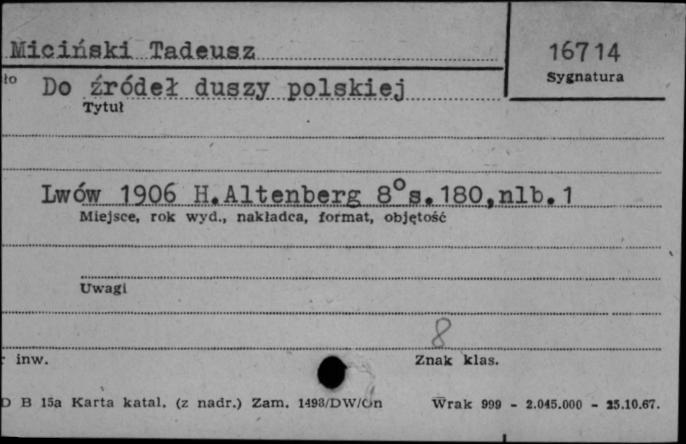 Miciński Tadeusz
16714
Sygnatura
ło
Do źródeł duszy polskiej
Tytuł
Lwów 1906 H.Altenberg 8° s.180,nlb.1
Miejsce, rok wyd., nakładca, format, objętość
Uwagi
8
r inw.
Znak klas.
D B 15a Karta katal. (z nadr.) Zam. 1493/DW/On
Wrak 999 - 2.045.000 - 25.10.67.